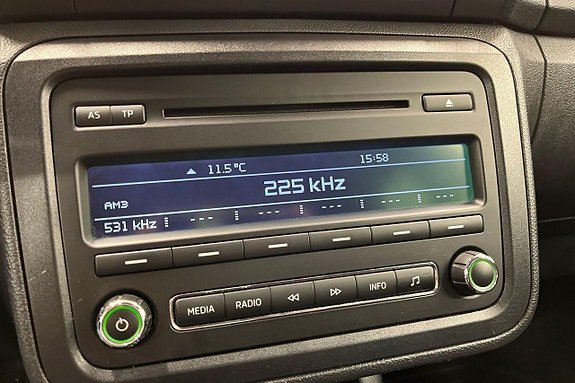 AS TP
11.5°C 15:58
225 kHz
AM3
531 kHz --- --- --- --- ---
MEDIA RADIO INFO